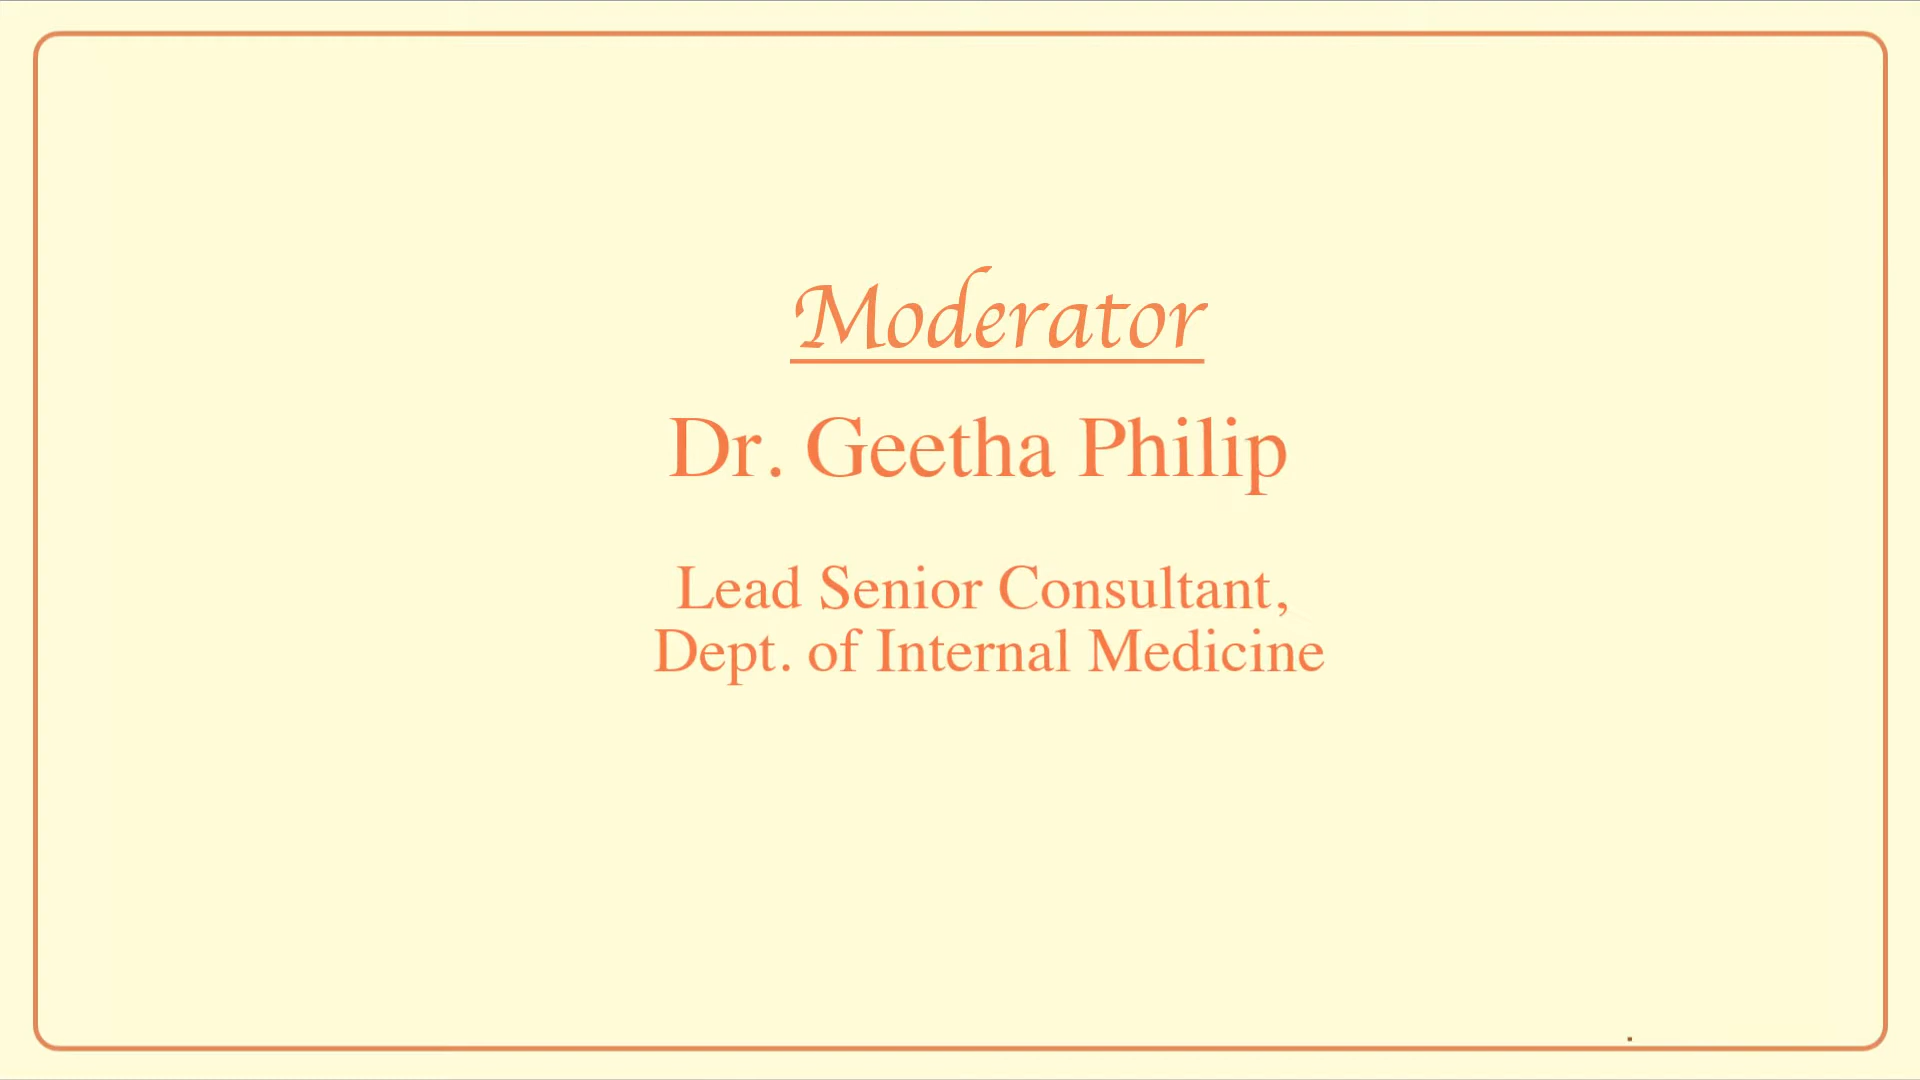 Moderator
Dr. Geetha Philip
Lead Senior Consultant,
Dept. of Internal Medicine